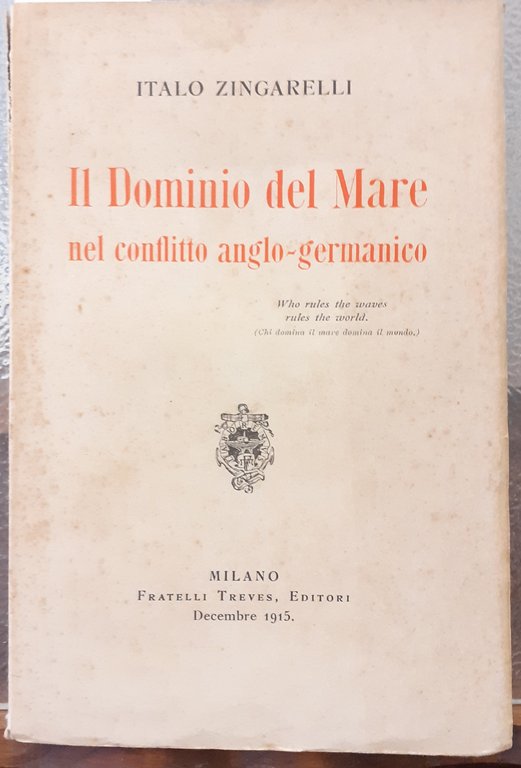 ITALO ZINGARELLI
Il Dominio del Mare
nel conflitto anglo-germanico
Who rules the waves
rules the world.
(Chi domina il mare domina il mondo.)
MILANO
FRATELLI TREVES, EDITORI
Decembre 1915.